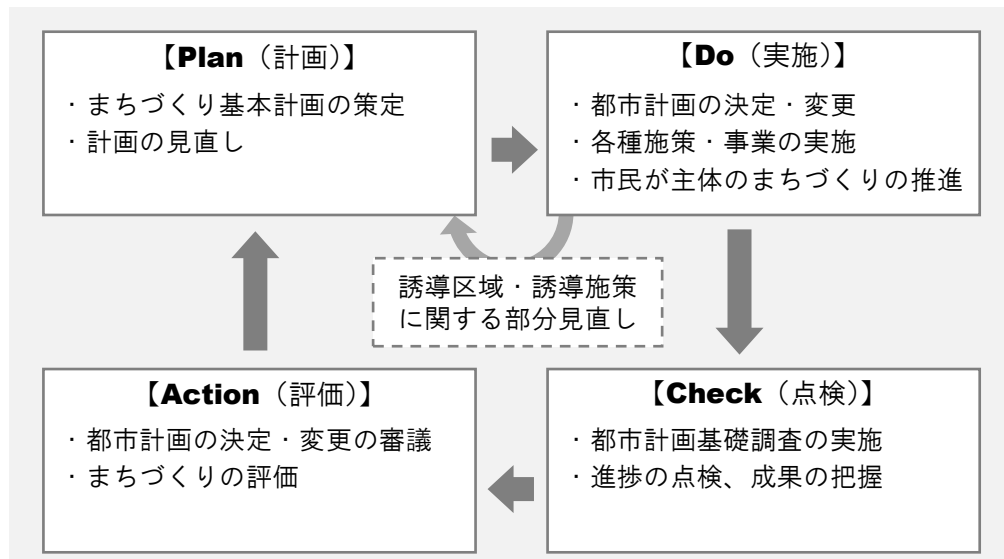 【Plan（計画）】
・まちづくり基本計画の策定
・計画の見直し
【Do（実施）】
・都市計画の決定・変更
・各種施策・事業の実施
・市民が主体のまちづくりの推進
誘導区域・誘導施策
に関する部分見直し
【Action（評価）】
・都市計画の決定・変更の審議
・まちづくりの評価
【Check（点検）】
・都市計画基礎調査の実施
・進捗の点検、成果の把握